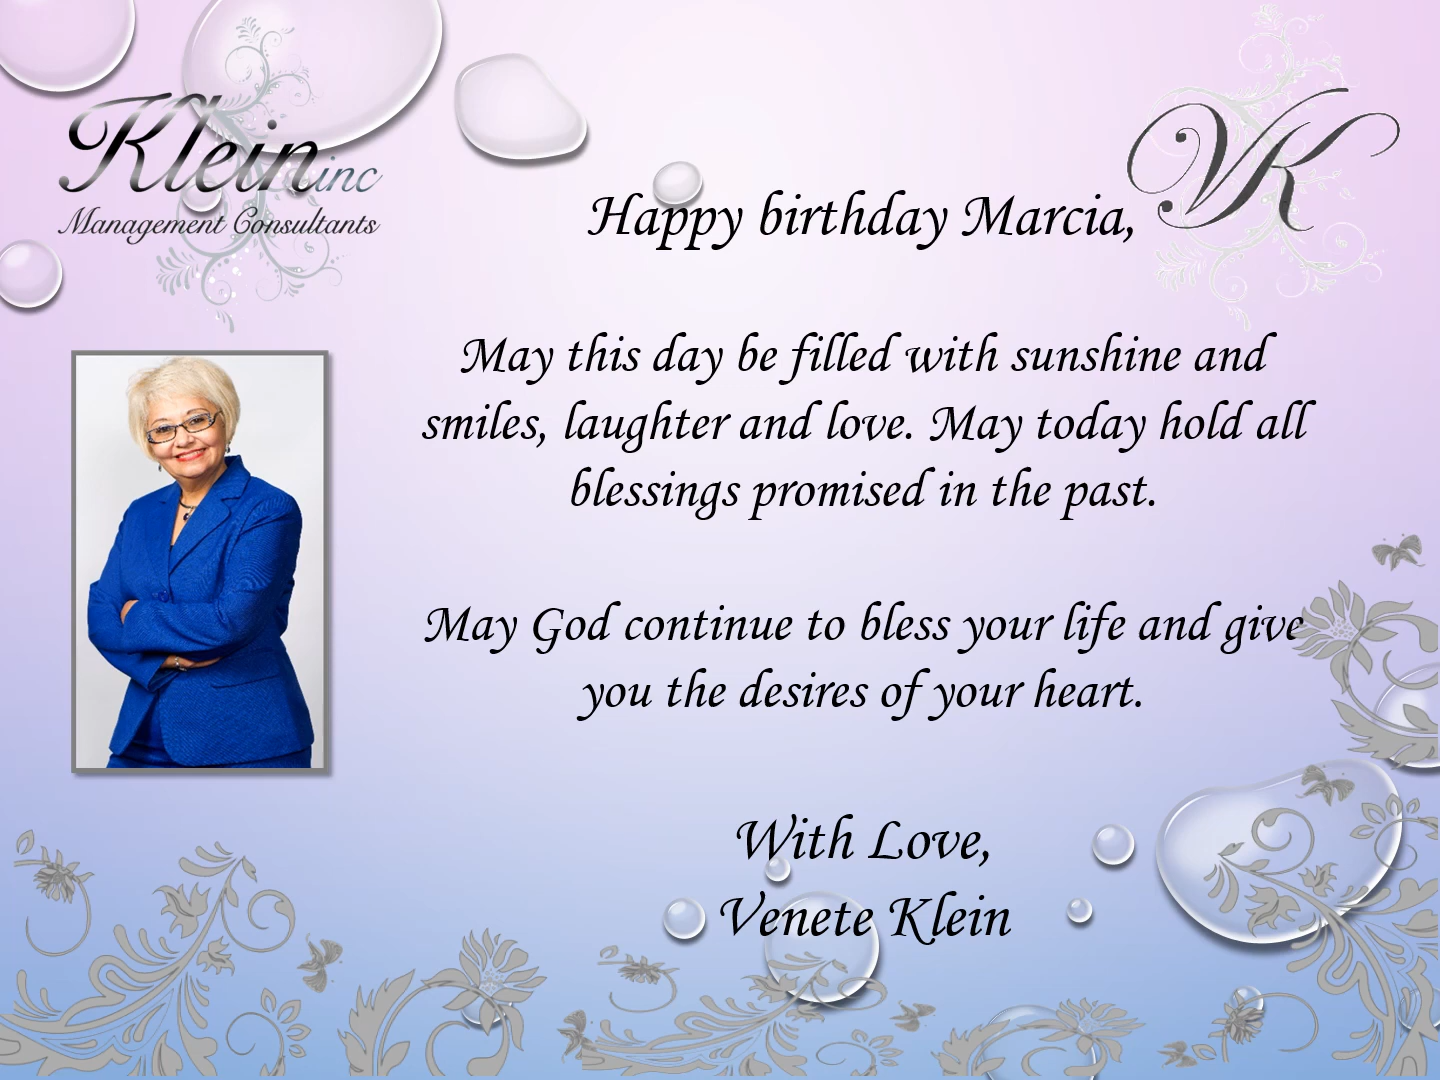 Klein inc
Management Consultants
VK
Happy birthday Marcia,
May this day be filled with sunshine and
smiles, laughter and love. May today hold all
blessings promised in the past.
May God continue to bless your life and give
you the desires of your heart.
With Love,
Venete Klein